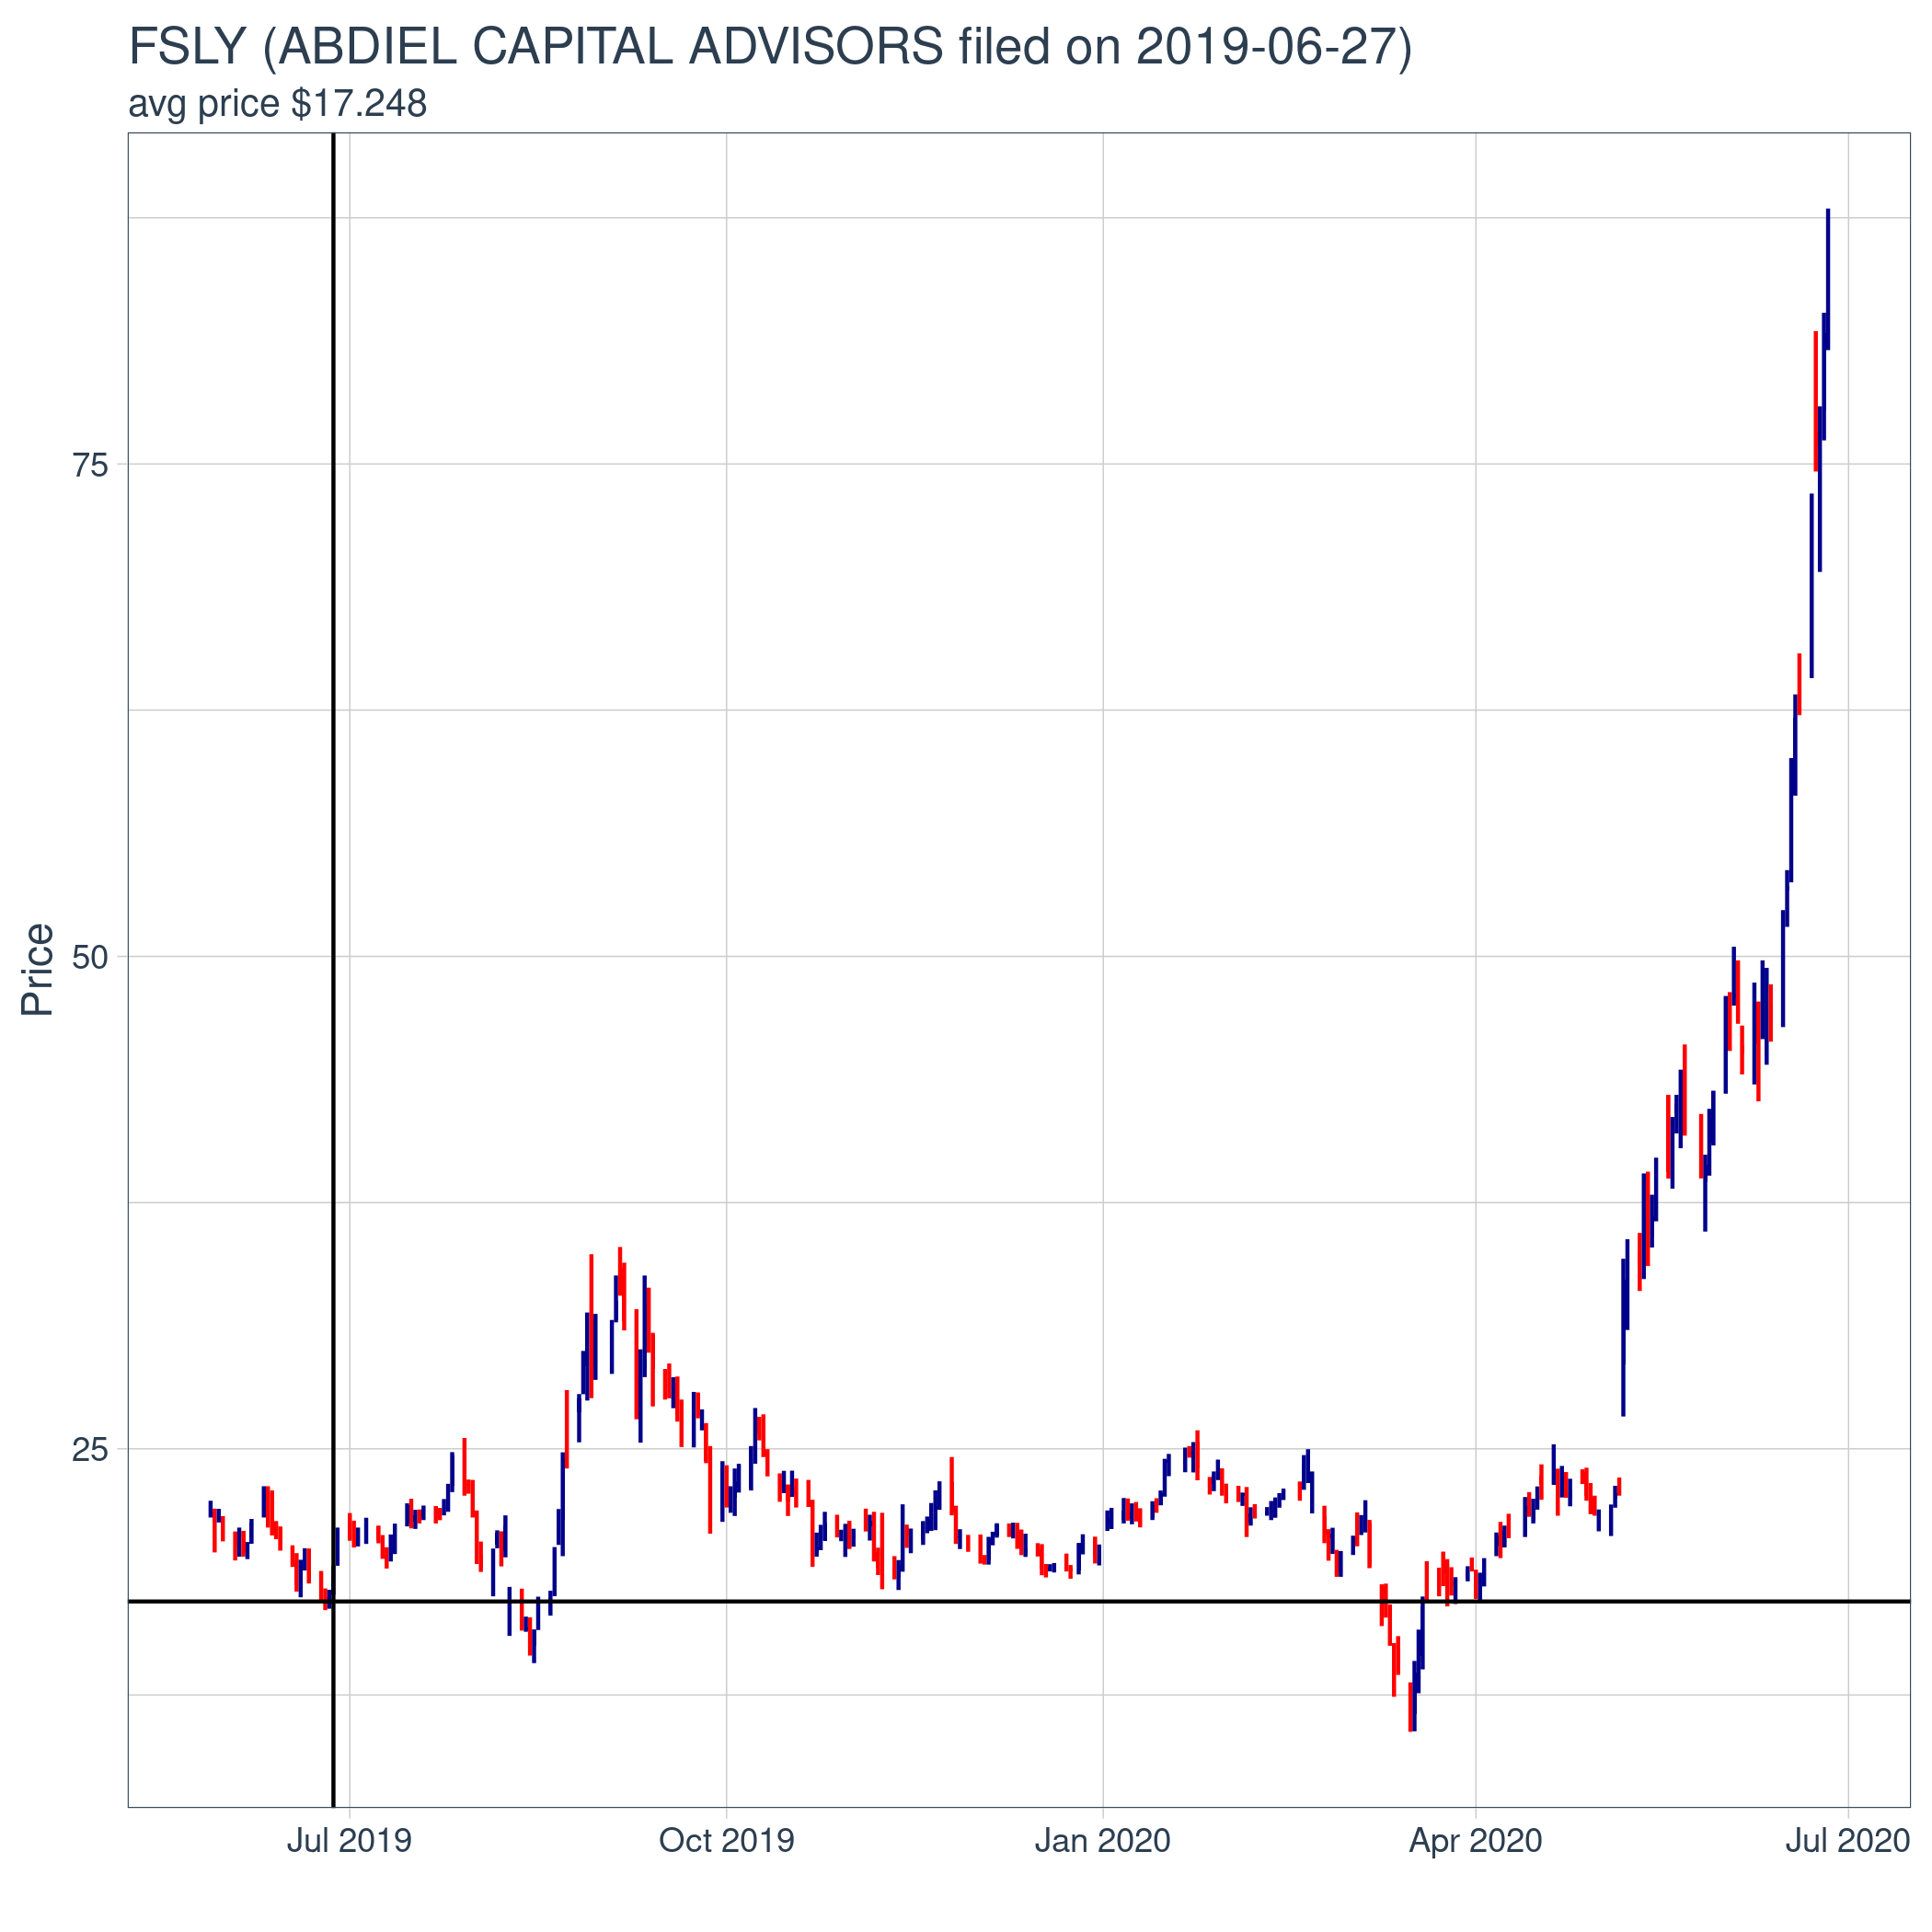 FSLY (ABDIEL CAPITAL ADVISORS filed on 2019-06-27)
avg price $17.248
Price
75
50
25
Jul 2019
Oct 2019
Jan 2020
Apr 2020
Jul 2020